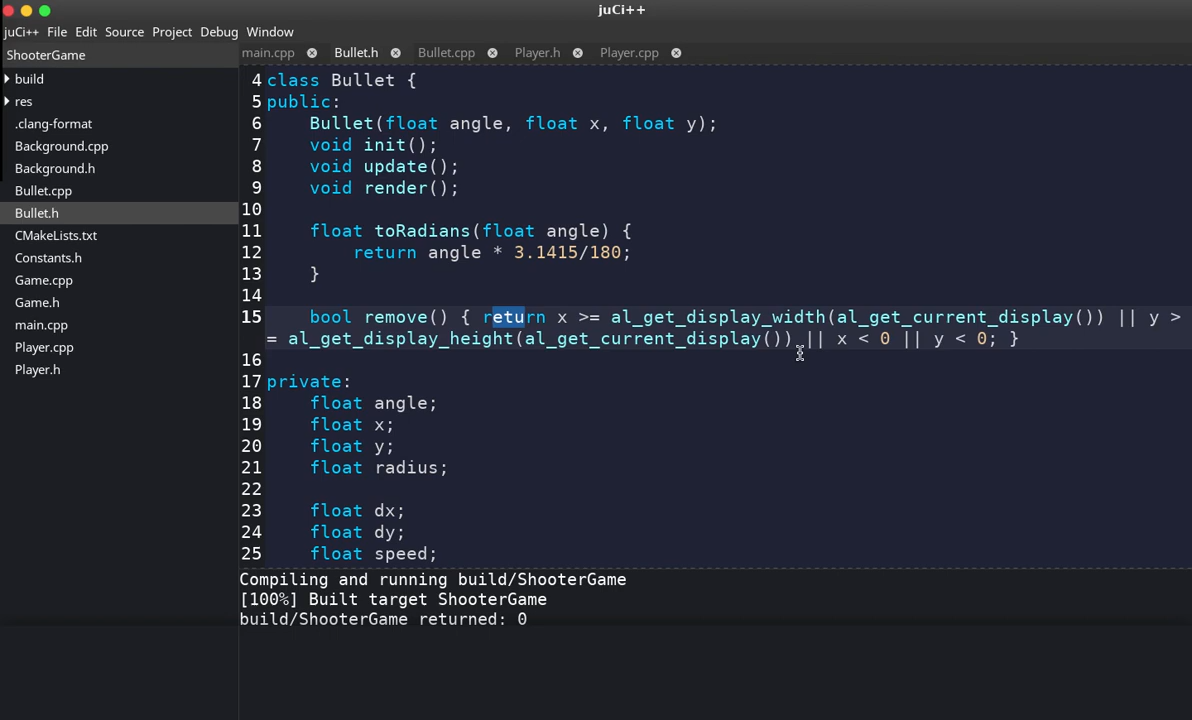 juCi++
juCi++ File Edit Source Project Debug Window
ShooterGame
build
res
.clang-format
Background.cpp
Background.h
Bullet.cpp
Bullet.h
CMakeLists.txt
Constants.h
Game.cpp
Game.h
main.cpp
Player.cpp
Player.h
main.cpp Bullet.h Bullet.cpp Player.h Player.cpp
4 class Bullet {
5 public:
6     Bullet(float angle, float x, float y);
7     void init();
8     void update();
9     void render();
10
11     float toRadians(float angle) {
12         return angle * 3.1415/180;
13     }
14
15     bool remove() { return x >= al_get_display_width(al_get_current_display()) || y >
= al_get_display_height(al_get_current_display()) || x < 0 || y < 0; }
16
17 private:
18     float angle;
19     float x;
20     float y;
21     float radius;
22
23     float dx;
24     float dy;
25     float speed;
Compiling and running build/ShooterGame
[100%] Built target ShooterGame
build/ShooterGame returned: 0